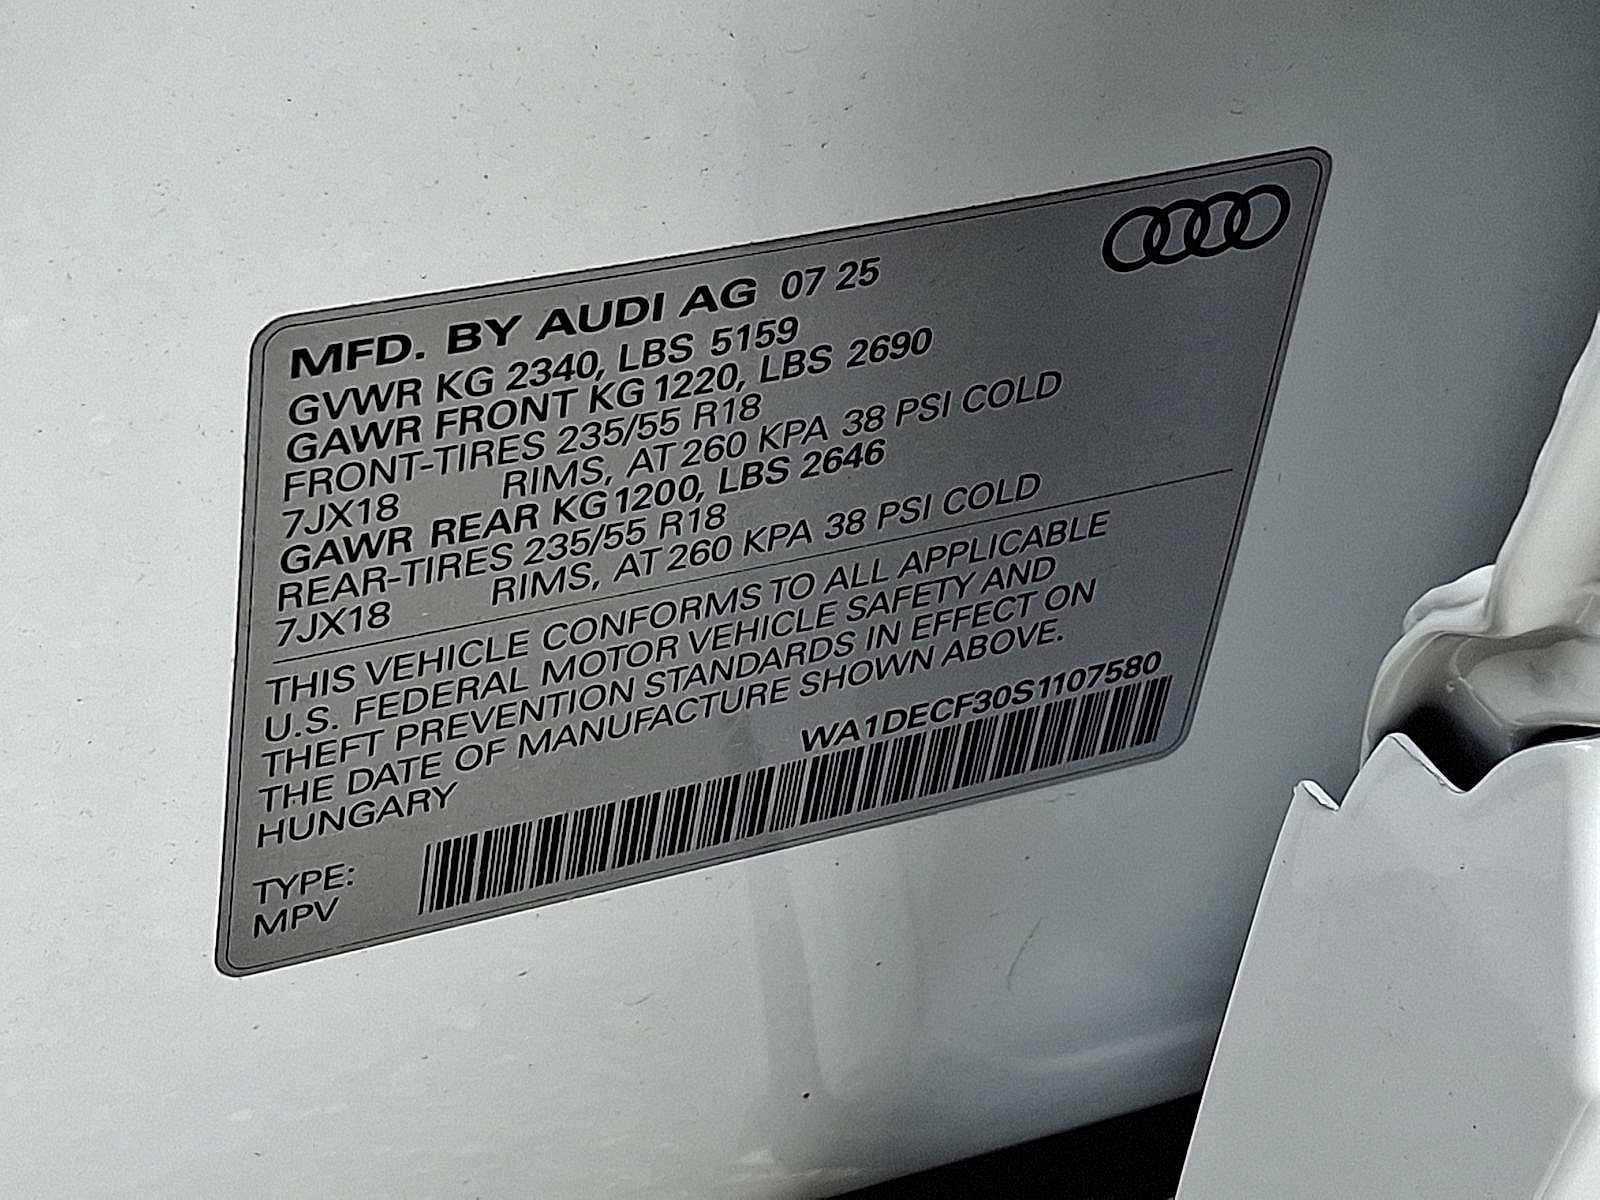 MFD. BY AUDI AG 07 25
GVWR KG 2340, LBS 5159
GAWR FRONT KG 1220, LBS 2690
FRONT-TIRES 235/55 R18
7JX18 RIMS, AT 260 KPA 38 PSI COLD
GAWR REAR KG 1200, LBS 2646
REAR-TIRES 235/55 R18
7JX18 RIMS, AT 260 KPA 38 PSI COLD
THIS VEHICLE CONFORMS TO ALL APPLICABLE
U.S. FEDERAL MOTOR VEHICLE SAFETY AND
THEFT PREVENTION STANDARDS IN EFFECT ON
THE DATE OF MANUFACTURE SHOWN ABOVE.
HUNGARY WA1DECF30S1107580
TYPE:
MPV